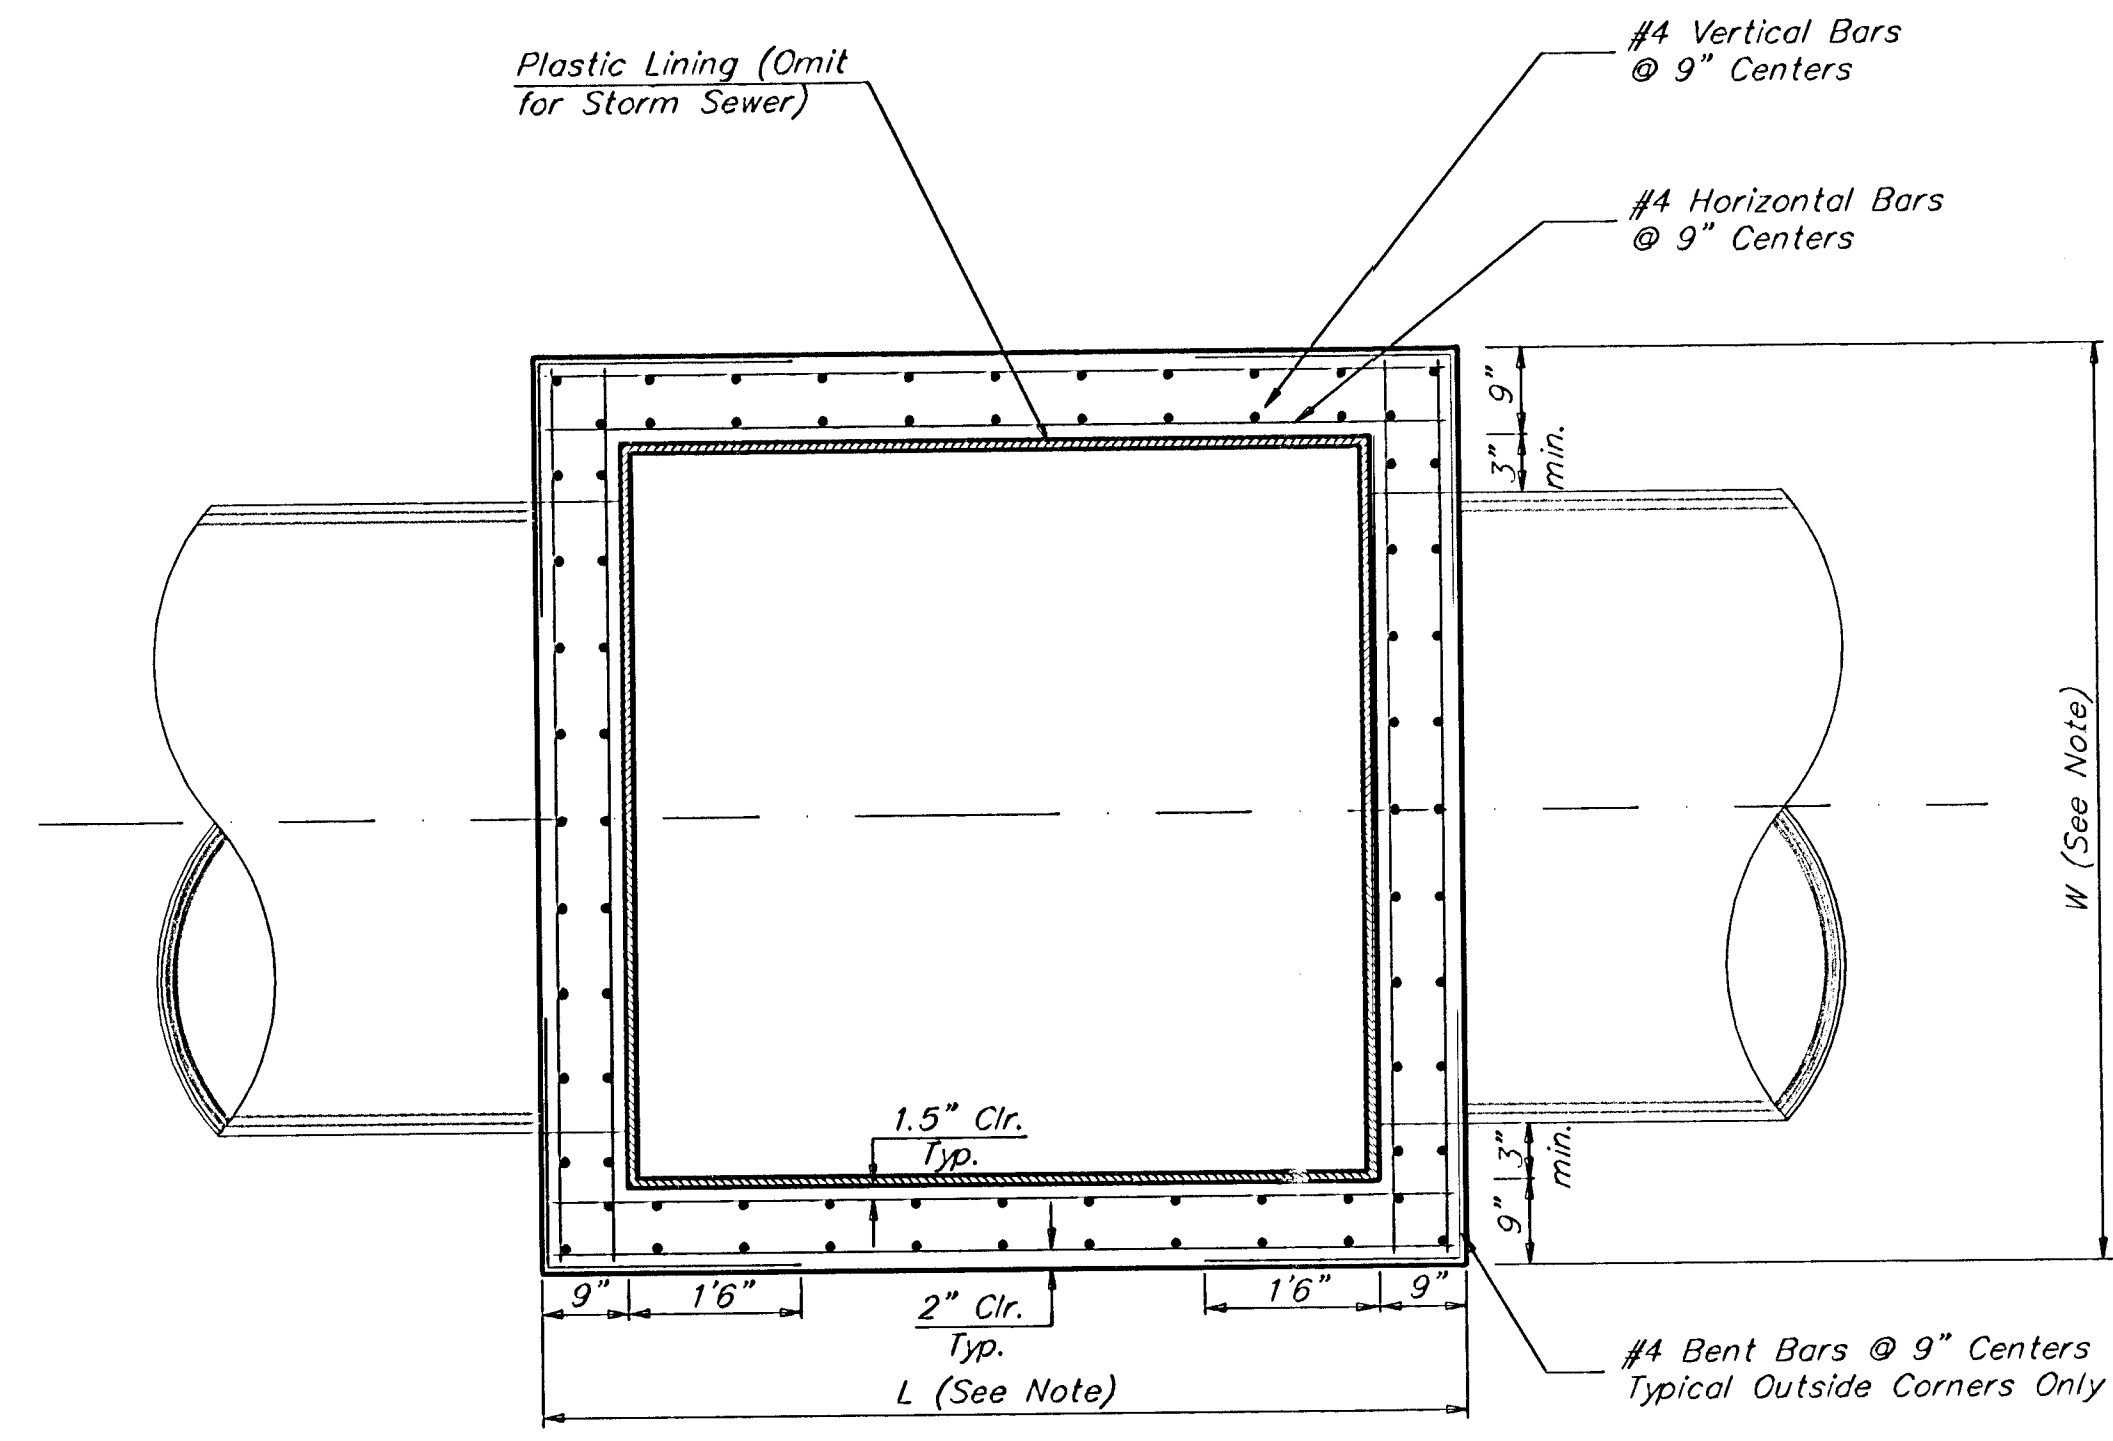 Plastic Lining (Omit
for Storm Sewer)
#4 Vertical Bars
@ 9" Centers
#4 Horizontal Bars
@ 9" Centers
9"
3"
min.
W (See Note)
1.5" Clr.
Typ.
3"
min.
9"
9"
1'6"
2" Clr.
Typ.
1'6"
9"
L (See Note)
#4 Bent Bars @ 9" Centers
Typical Outside Corners Only